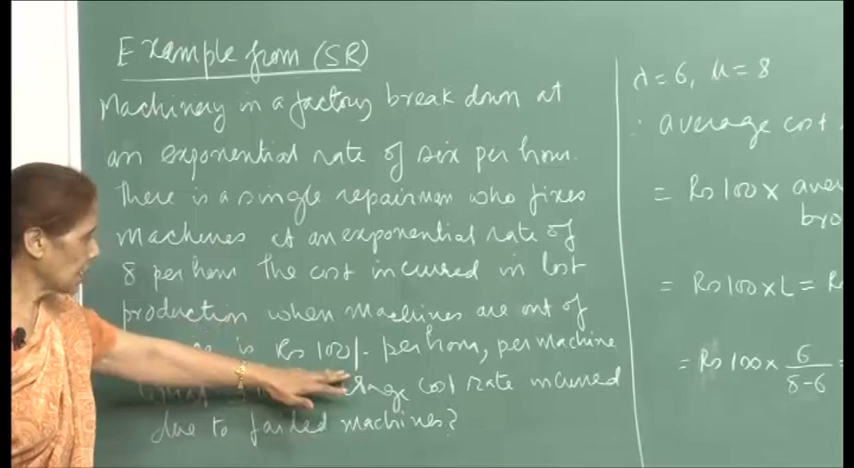 Example from (SR)
Machinery in a factory break down at
an exponential rate of six per hour.
There is a single repairman who fixes
machines at an exponential rate of
8 per hour The cost incurred in lost
production when machines are out of
is Rs 100/- per hour, per machine
cost rate incurred
due to failed machines?
λ = 6, μ = 8
∴ average cost
= Rs 100 ×
= Rs 100 × L = R
= Rs 100 × 6/(8-6) =